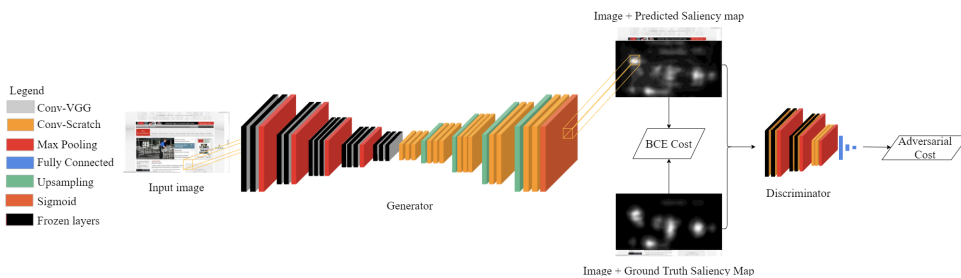 Image + Predicted Saliency map
Legend
Conv-VGG
Conv-Scratch
Max Pooling
Fully Connected
Upsampling
Sigmoid
Frozen layers
Input image
Generator
BCE Cost
Discriminator
Adversarial
Cost
Image + Ground Truth Saliency Map